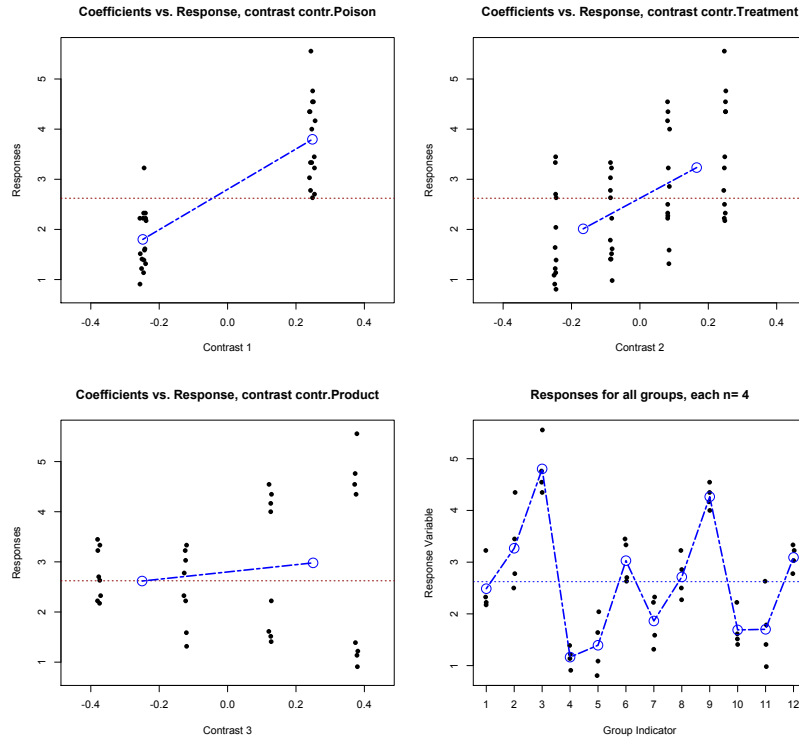 Coefficients vs. Response, contrast contr.Poison
Responses
5
4
3
2
1
-0.4 -0.2 0.0 0.2 0.4
Contrast 1
Coefficients vs. Response, contrast contr.Treatment
Responses
5
4
3
2
1
-0.4 -0.2 0.0 0.2 0.4
Contrast 2
Coefficients vs. Response, contrast contr.Product
Responses
5
4
3
2
1
-0.4 -0.2 0.0 0.2 0.4
Contrast 3
Responses for all groups, each n= 4
Response Variable
5
4
3
2
1
1 2 3 4 5 6 7 8 9 10 11 12
Group Indicator